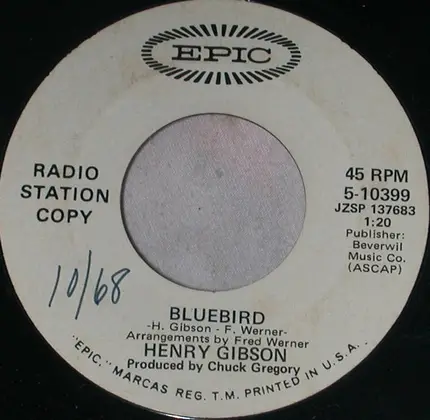 EPIC
RADIO
STATION
COPY
45 RPM
5-10399
JZSP 137683
1:20
Publisher:
Beverwil
Music Co.
(ASCAP)
10/68
BLUEBIRD
-H. Gibson - F. Werner-
Arrangements by Fred Werner
HENRY GIBSON
Produced by Chuck Gregory
"EPIC," MARCAS REG. T.M. PRINTED IN U.S.A.